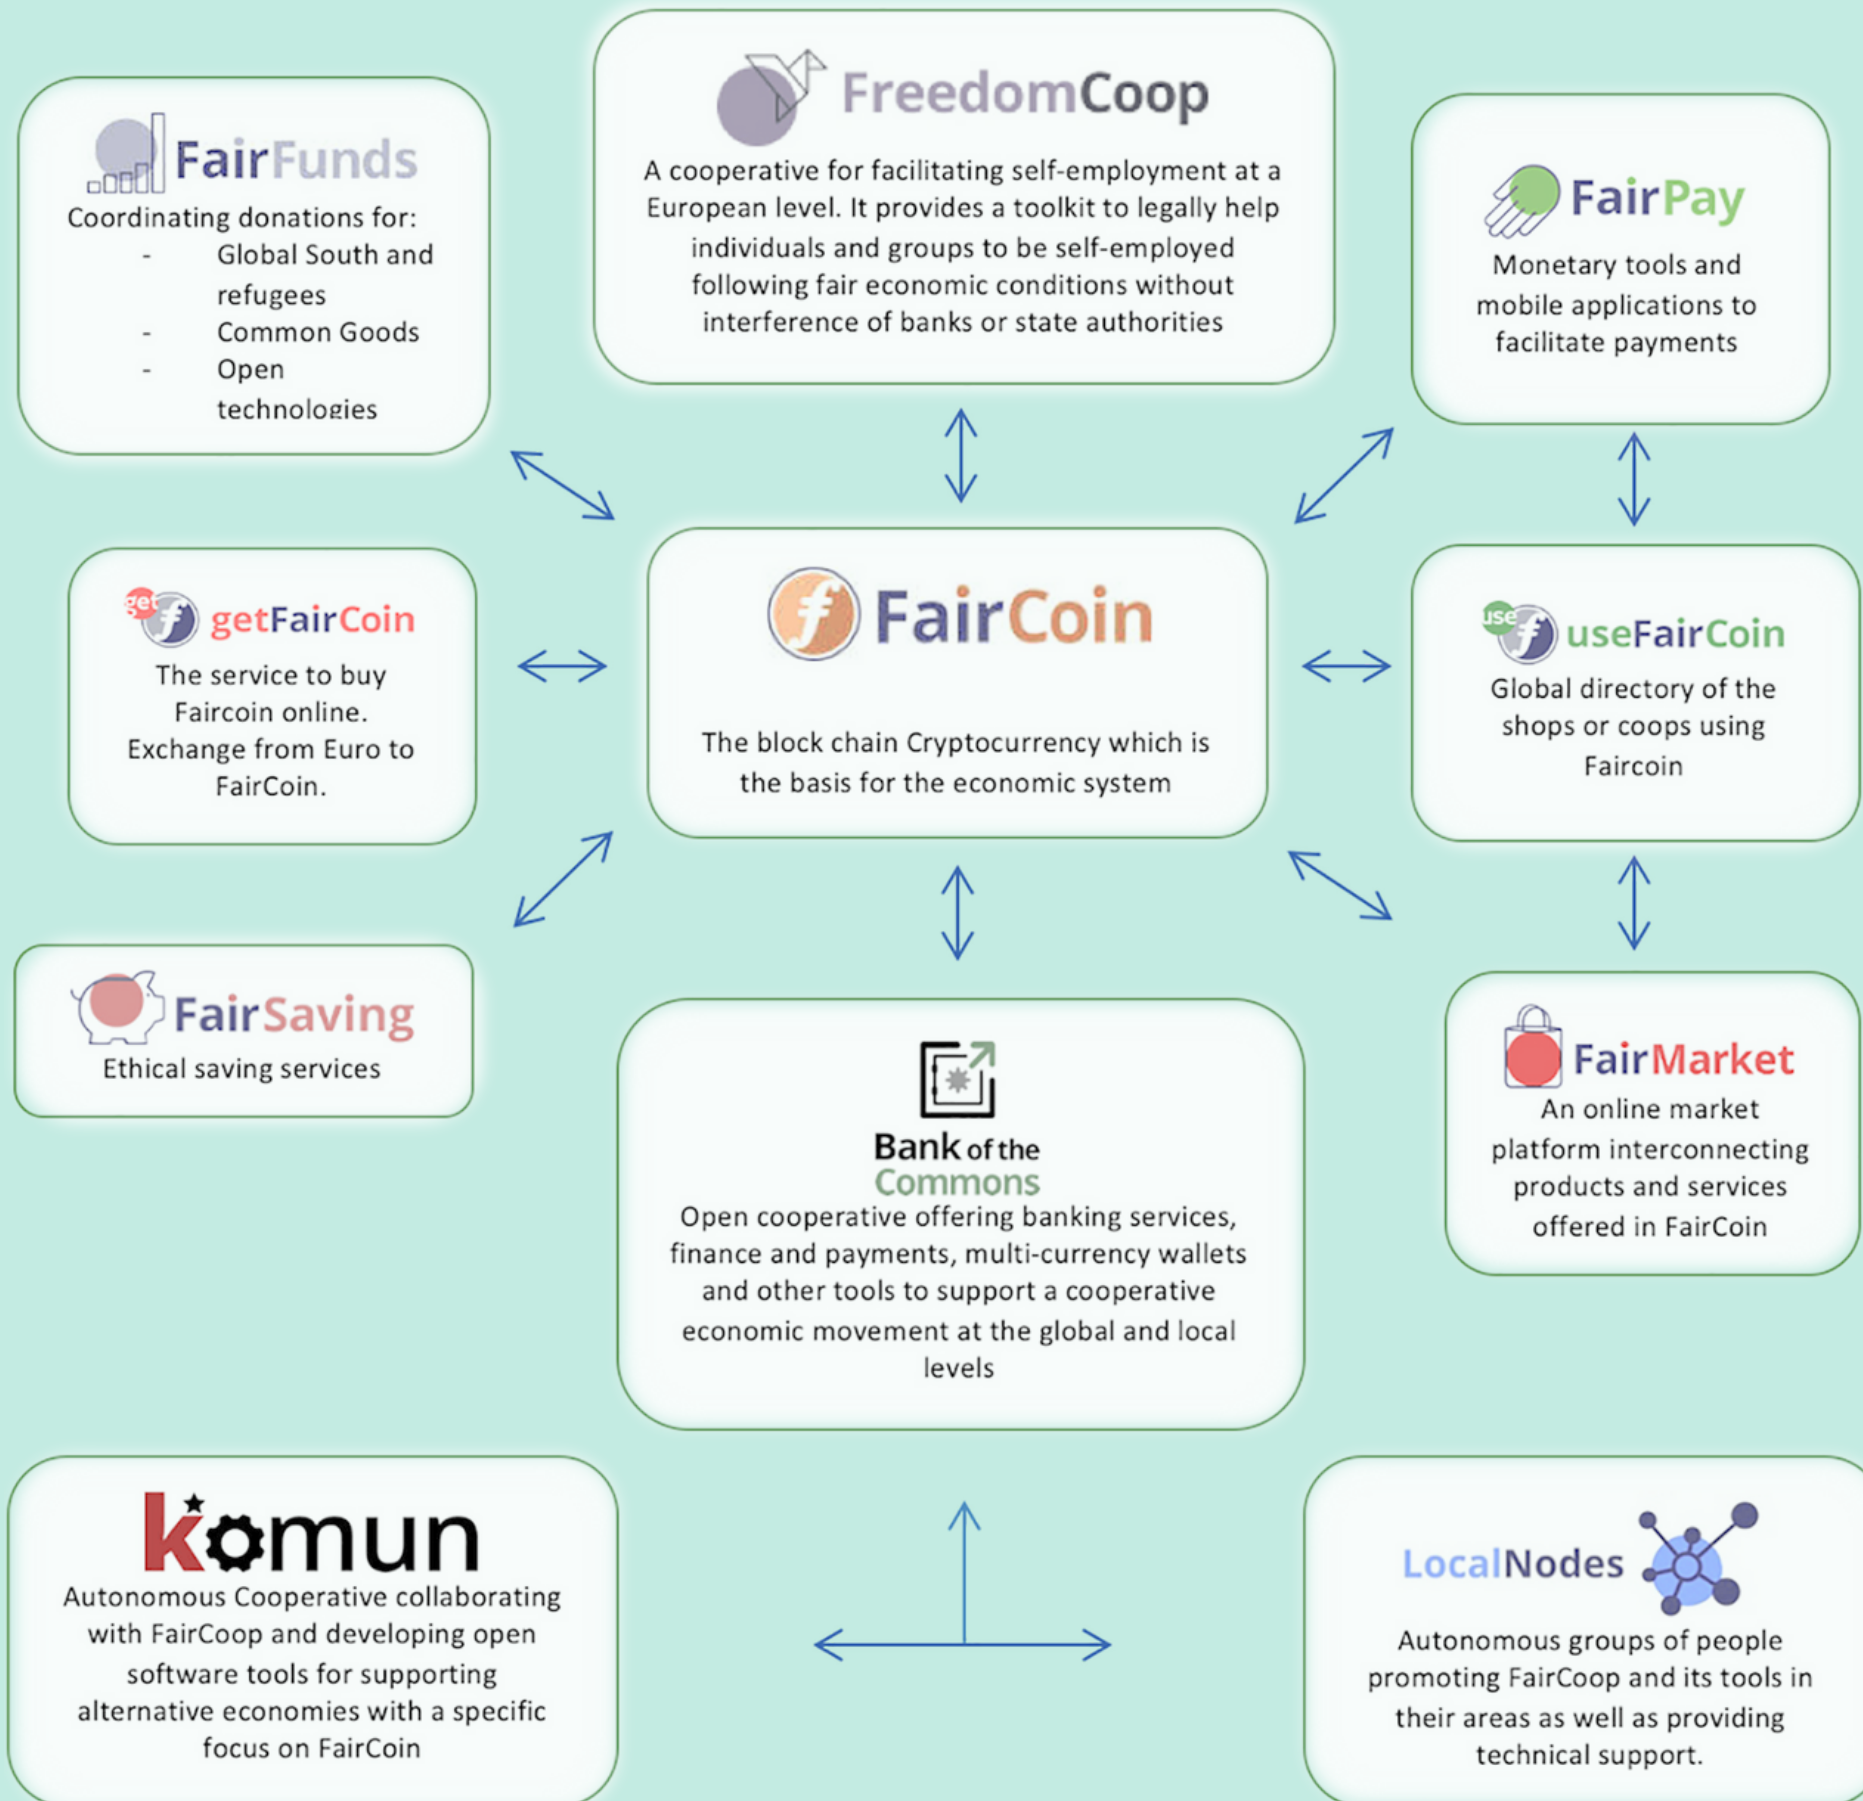 FreedomCoop
A cooperative for facilitating self-employment at a
European level. It provides a toolkit to legally help
individuals and groups to be self-employed
following fair economic conditions without
interference of banks or state authorities
FairFunds
Coordinating donations for:
- Global South and
refugees
- Common Goods
- Open
technologies
FairPay
Monetary tools and
mobile applications to
facilitate payments
get
getFairCoin
The service to buy
Faircoin online.
Exchange from Euro to
FairCoin.
FairCoin
The block chain Cryptocurrency which is
the basis for the economic system
use
useFairCoin
Global directory of the
shops or coops using
Faircoin
FairSaving
Ethical saving services
Bank of the
Commons
Open cooperative offering banking services,
finance and payments, multi-currency wallets
and other tools to support a cooperative
economic movement at the global and local
levels
FairMarket
An online market
platform interconnecting
products and services
offered in FairCoin
komun
Autonomous Cooperative collaborating
with FairCoop and developing open
software tools for supporting
alternative economies with a specific
focus on FairCoin
LocalNodes
Autonomous groups of people
promoting FairCoop and its tools in
their areas as well as providing
technical support.